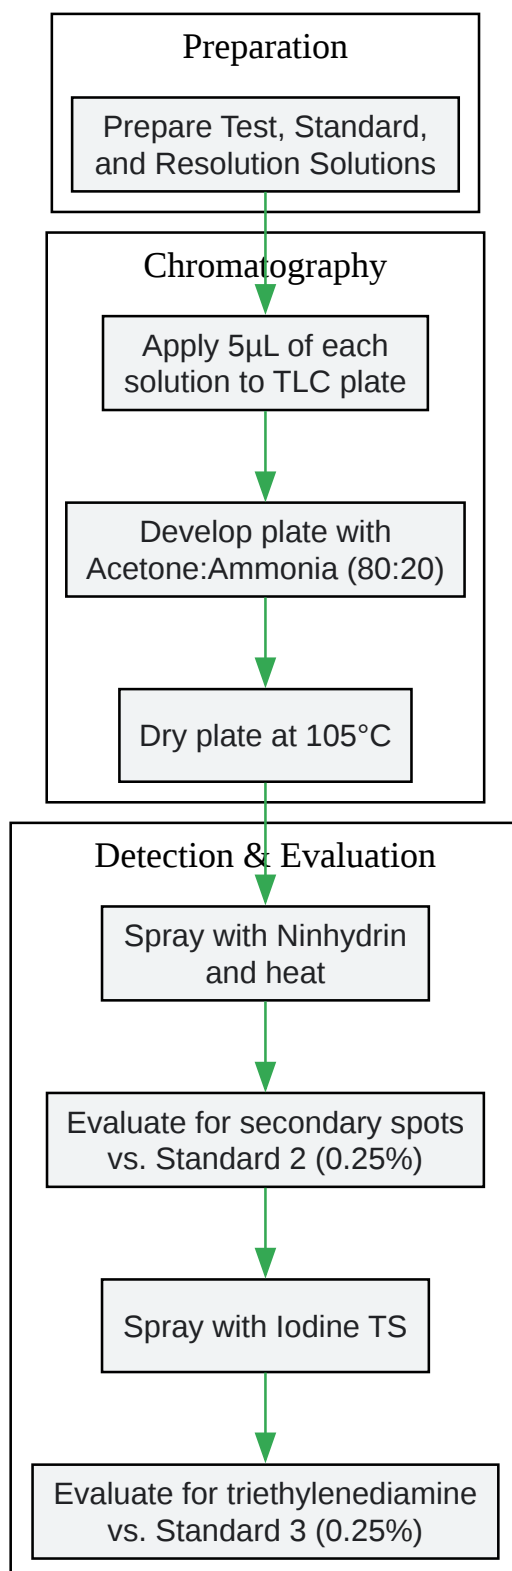 Preparation
Prepare Test, Standard,
and Resolution Solutions
Chromatography
Apply 5µL of each
solution to TLC plate
Develop plate with
Acetone:Ammonia (80:20)
Dry plate at 105°C
Detection & Evaluation
Spray with Ninhydrin
and heat
Evaluate for secondary spots
vs. Standard 2 (0.25%)
Spray with Iodine TS
Evaluate for triethylenediamine
vs. Standard 3 (0.25%)